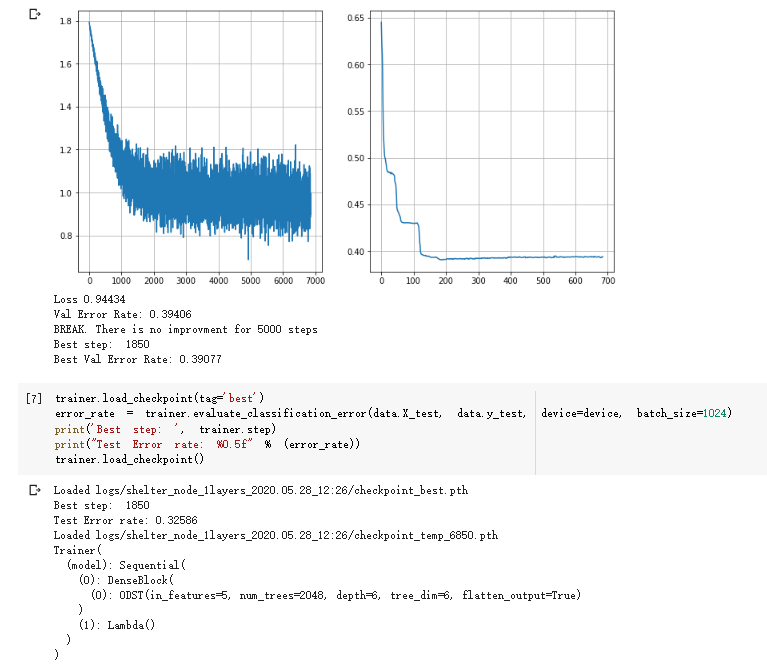 1.8
1.6
1.4
1.2
1.0
0.8
0 1000 2000 3000 4000 5000 6000 7000
0.65
0.60
0.55
0.50
0.45
0.40
0 100 200 300 400 500 600 700
Loss 0.94434
Val Error Rate: 0.39406
BREAK. There is no improvment for 5000 steps
Best step: 1850
Best Val Error Rate: 0.39077
[7] trainer.load_checkpoint(tag='best')
error_rate = trainer.evaluate_classification_error(data.X_test, data.y_test, device=device, batch_size=1024)
print('Best step: ', trainer.step)
print("Test Error rate: %0.5f" % (error_rate))
trainer.load_checkpoint()
Loaded logs/shelter_node_1layers_2020.05.28_12:26/checkpoint_best.pth
Best step: 1850
Test Error rate: 0.32586
Loaded logs/shelter_node_1layers_2020.05.28_12:26/checkpoint_temp_6850.pth
Trainer(
(model): Sequential(
(0): DenseBlock(
(0): ODST(in_features=5, num_trees=2048, depth=6, tree_dim=6, flatten_output=True)
)
(1): Lambda()
)
)